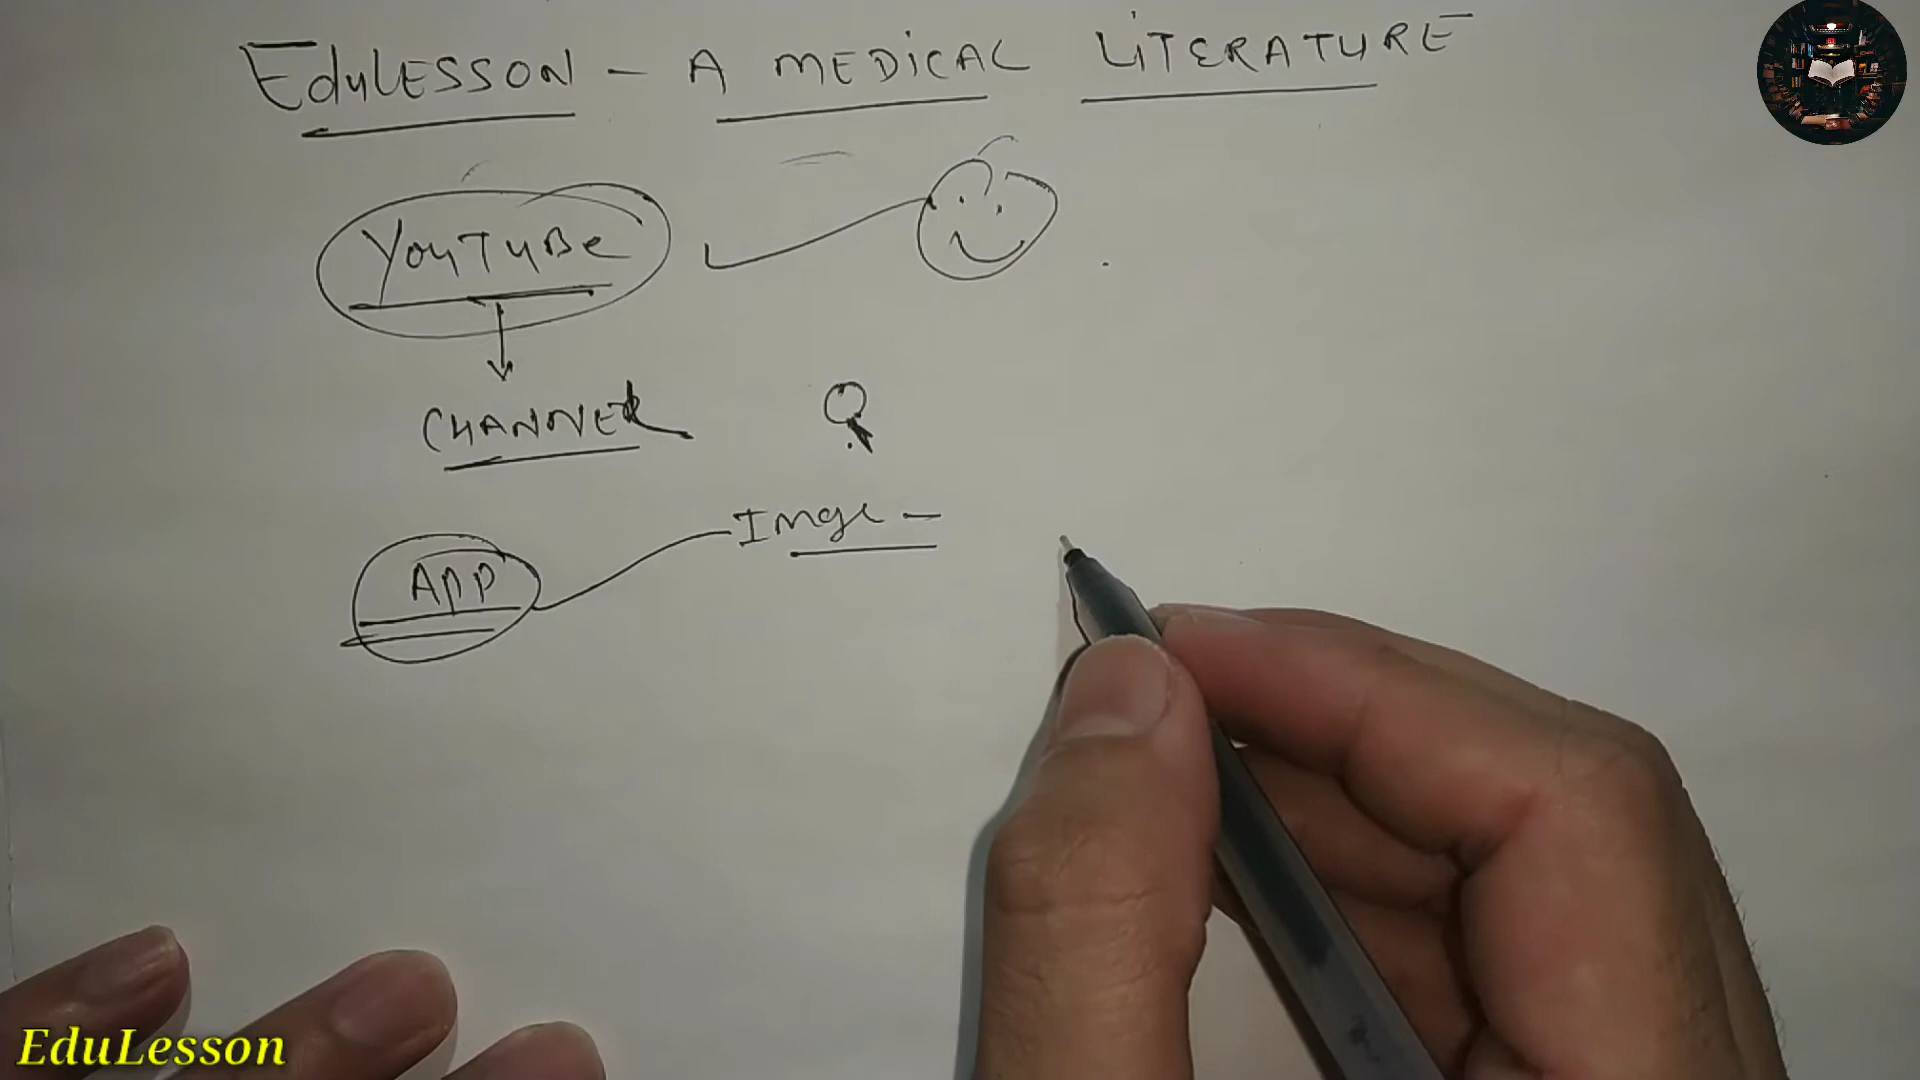 EduLESSON - A MEDICAL LITERATURE
YouTuBe
CHANNEL
Image -
APP
EduLesson